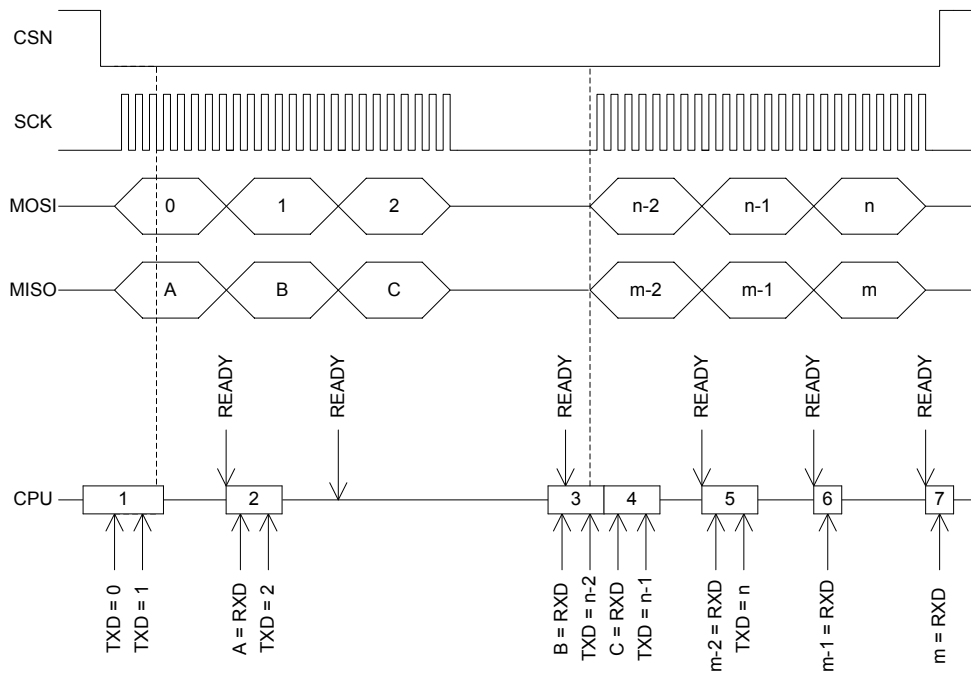 CSN
SCK
MOSI
0
1
2
n-2
n-1
n
MISO
A
B
C
m-2
m-1
m
READY
READY
READY
READY
READY
READY
CPU
1
2
3
4
5
6
7
TXD = 0
TXD = 1
A = RXD
TXD = 2
B = RXD
TXD = n-2
C = RXD
TXD = n-1
m-2 = RXD
TXD = n
m-1 = RXD
m = RXD